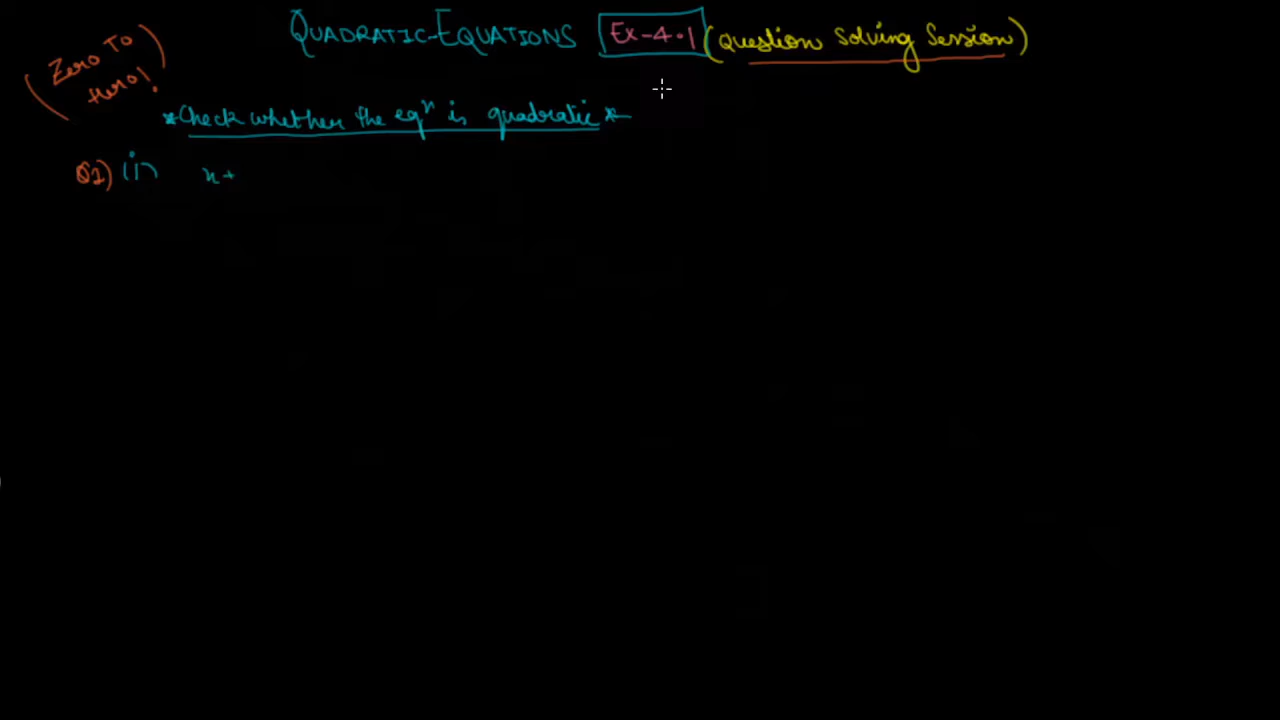 QUADRATIC-EQUATIONS Ex-4.1 (Question Solving Session)
(Zero To
Hero!)
*Check whether the eqⁿ is quadratic*
Q1) (i) x+